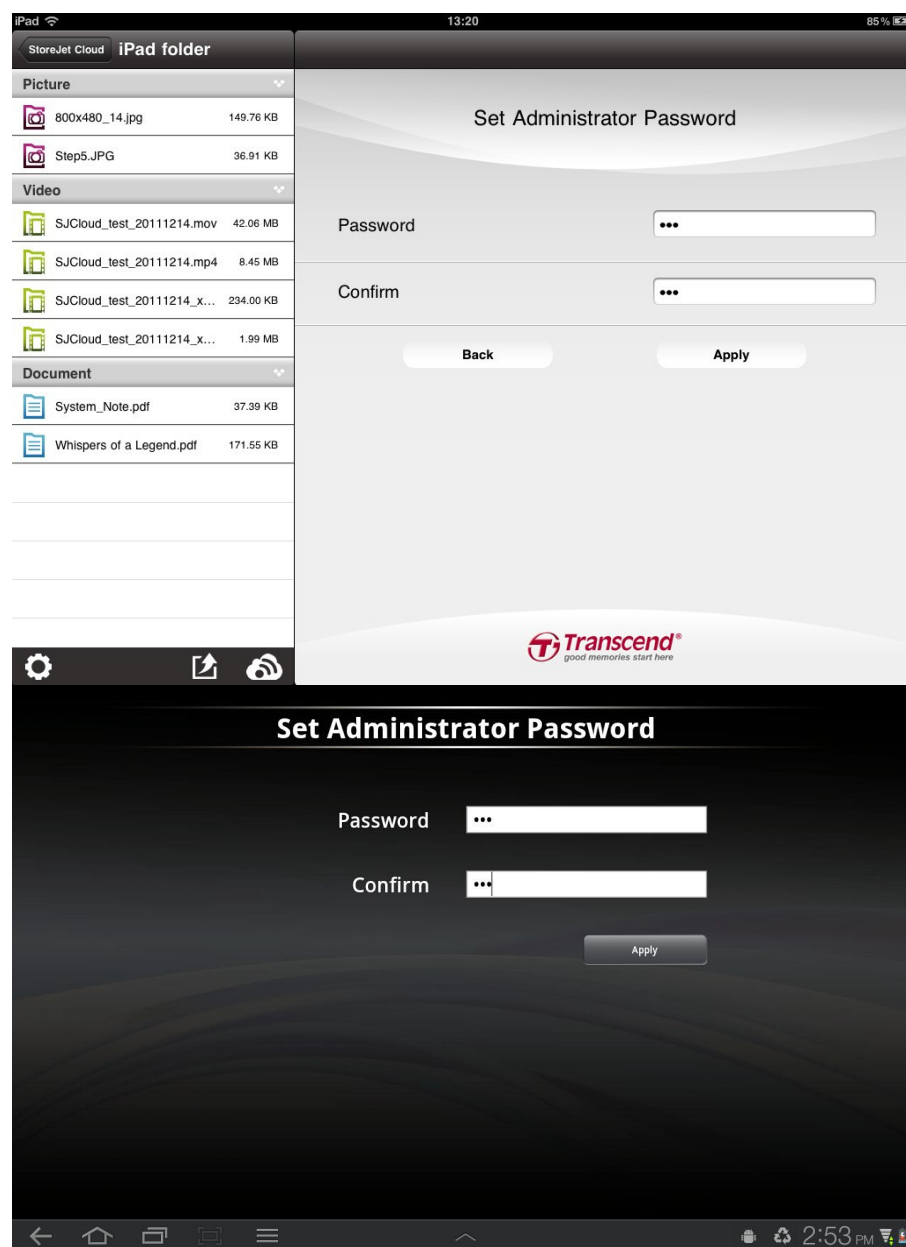 iPad
13:20
85%
StoreJet Cloud
iPad folder
Picture
800x480_14.jpg 149.76 KB
Step5.JPG 36.91 KB
Video
SJCloud_test_20111214.mov 42.06 MB
SJCloud_test_20111214.mp4 8.45 MB
SJCloud_test_20111214_x... 234.00 KB
SJCloud_test_20111214_x... 1.99 MB
Document
System_Note.pdf 37.39 KB
Whispers of a Legend.pdf 171.55 KB
Set Administrator Password
Password •••
Confirm •••
Back Apply
Transcend®
good memories start here
Set Administrator Password
Password •••
Confirm •••
Apply
2:53 PM